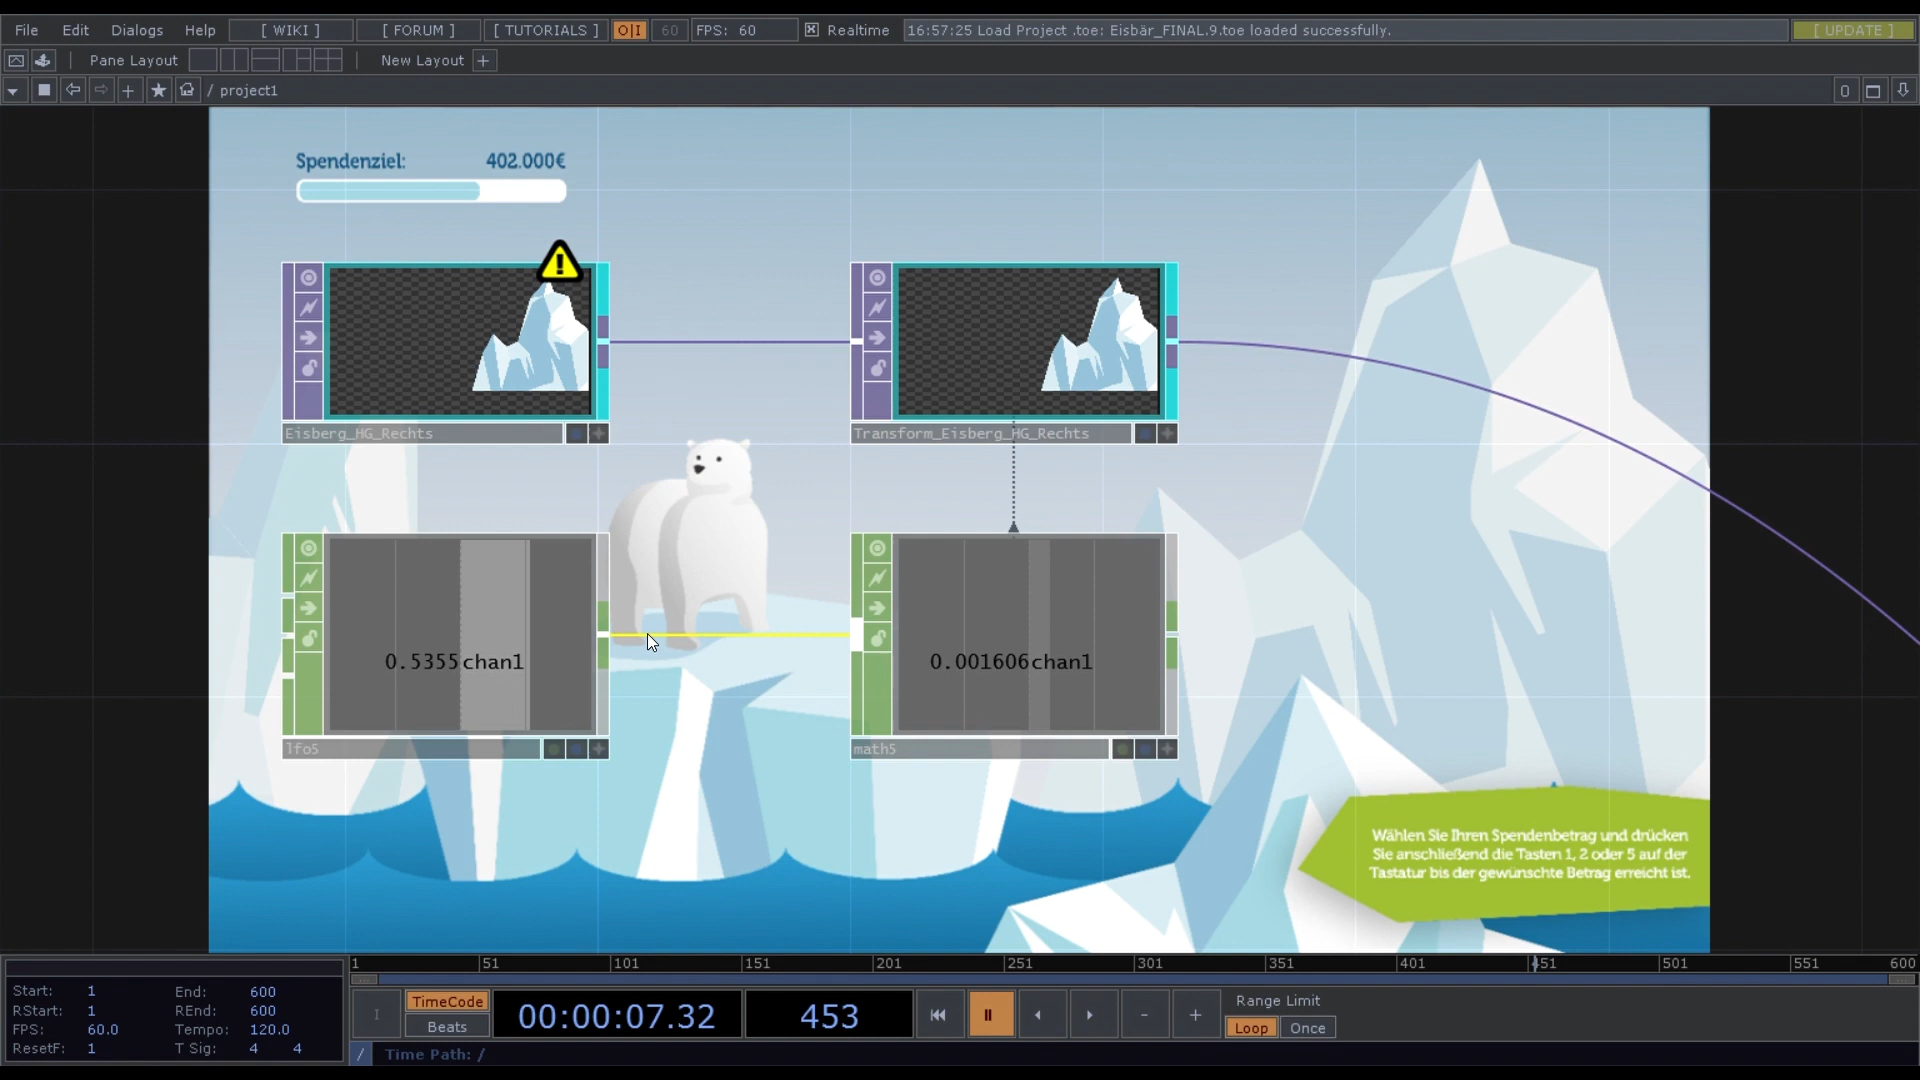 File Edit Dialogs Help [ WIKI ] [ FORUM ] [ TUTORIALS ] O|I 60 FPS: 60 Realtime 16:57:25 Load Project .toe: Eisbär_FINAL.9.toe loaded successfully. [ UPDATE ]
Pane Layout New Layout +
/ project1 0
Spendenziel: 402.000€
Eisberg_HG_Rechts Transform_Eisberg_HG_Rechts
0.5355chan1 0.001606chan1
lfo5 math5
Wählen Sie Ihren Spendenbetrag und drücken
Sie anschließend die Tasten 1, 2 oder 5 auf der
Tastatur bis der gewünschte Betrag erreicht ist.
1 51 101 151 201 251 301 351 401 451 501 551 600
Start: 1 End: 600
RStart: 1 REnd: 600
FPS: 60.0 Tempo: 120.0
ResetF: 1 T Sig: 4 4
I TimeCode Beats 00:00:07.32 453 - + Range Limit
Loop Once
/ Time Path: /